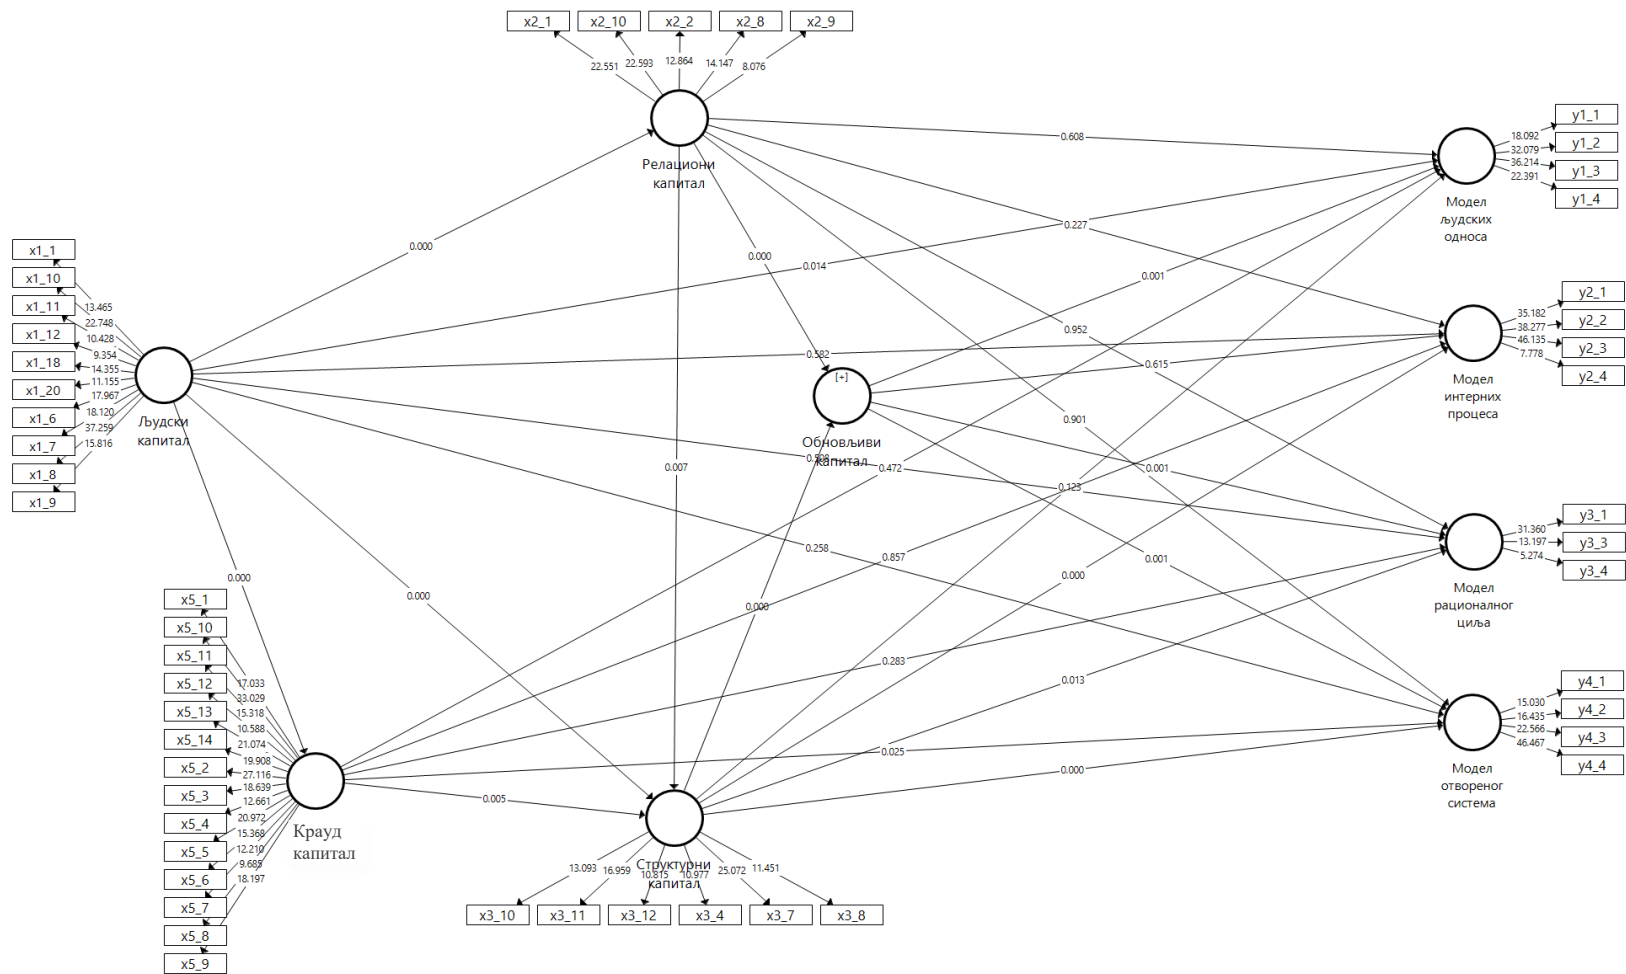 x2_1 x2_10 x2_2 x2_8 x2_9
22.551 22.593 12.864 14.147 8.076
Релациони
капитал
x1_1
x1_10
x1_11
x1_12
x1_18
x1_20
x1_6
x1_7
x1_8
x1_9
13.465
22.748
10.428
9.354
14.355
11.155
17.967
18.120
37.259
15.816
Људски
капитал
0.000
0.014
0.582
0.258
0.000
0.000
0.608
0.227
0.952
0.901
0.000
0.007
[+]
Обновљиви
капитал
0.001
0.615
0.001
0.001
0.472
0.857
0.283
0.025
0.005
0.123
0.000
0.013
0.000
0.000
x5_1
x5_10
x5_11
x5_12
x5_13
x5_14
x5_2
x5_3
x5_4
x5_5
x5_6
x5_7
x5_8
x5_9
17.033
33.029
15.318
10.588
21.074
19.908
27.116
18.639
12.661
20.972
15.368
12.210
9.685
18.197
Крауд
капитал
Структурни
капитал
13.093 16.959 10.815 10.977 25.072 11.451
x3_10 x3_11 x3_12 x3_4 x3_7 x3_8
y1_1
y1_2
y1_3
y1_4
18.092
32.079
36.214
22.391
Модел
људских
односа
y2_1
y2_2
y2_3
y2_4
35.182
38.277
46.135
7.778
Модел
интерних
процеса
y3_1
y3_3
y3_4
31.360
13.197
5.274
Модел
рационалног
циља
y4_1
y4_2
y4_3
y4_4
15.030
16.435
22.566
46.467
Модел
отвореног
система